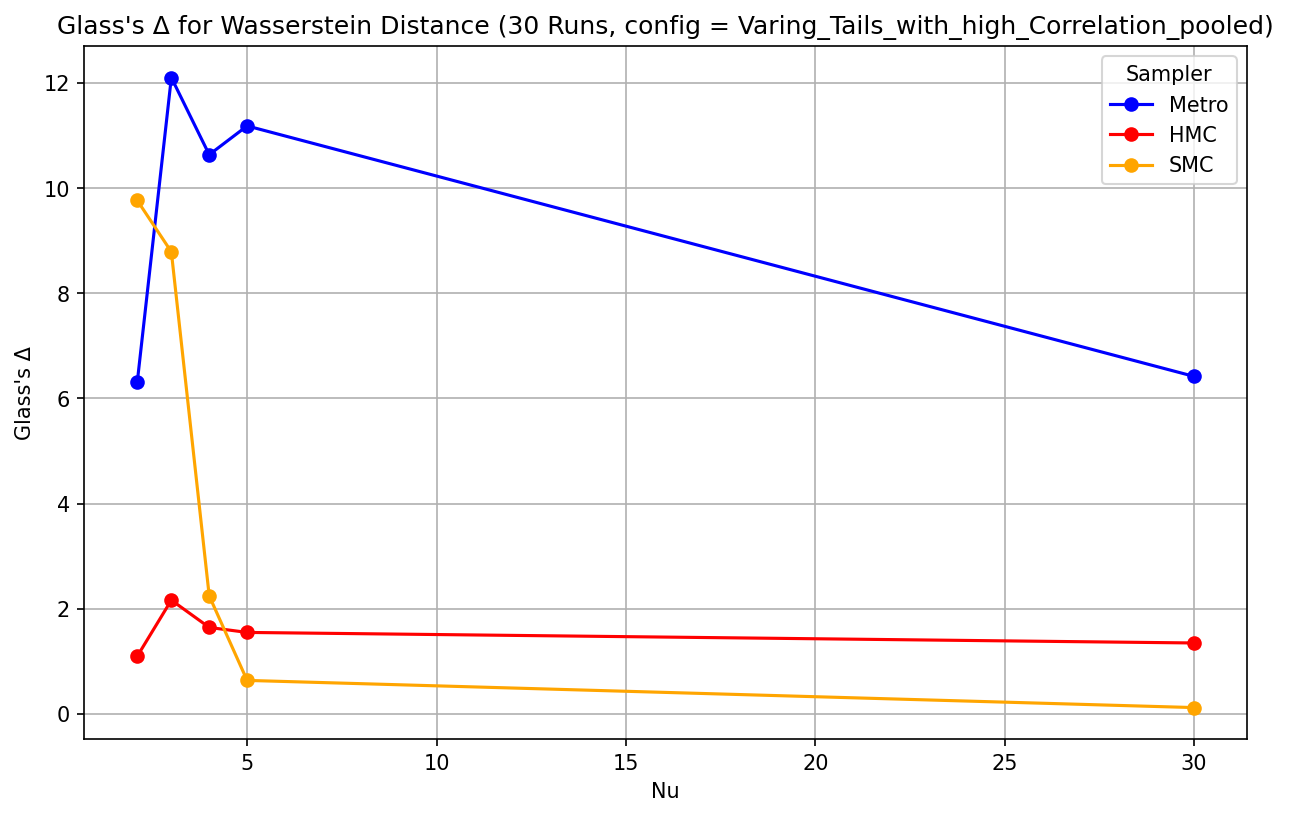 Glass's Δ for Wasserstein Distance (30 Runs, config = Varing_Tails_with_high_Correlation_pooled)
Sampler
Metro
HMC
SMC
12
10
8
6
4
2
0
Glass's Δ
5
10
15
20
25
30
Nu